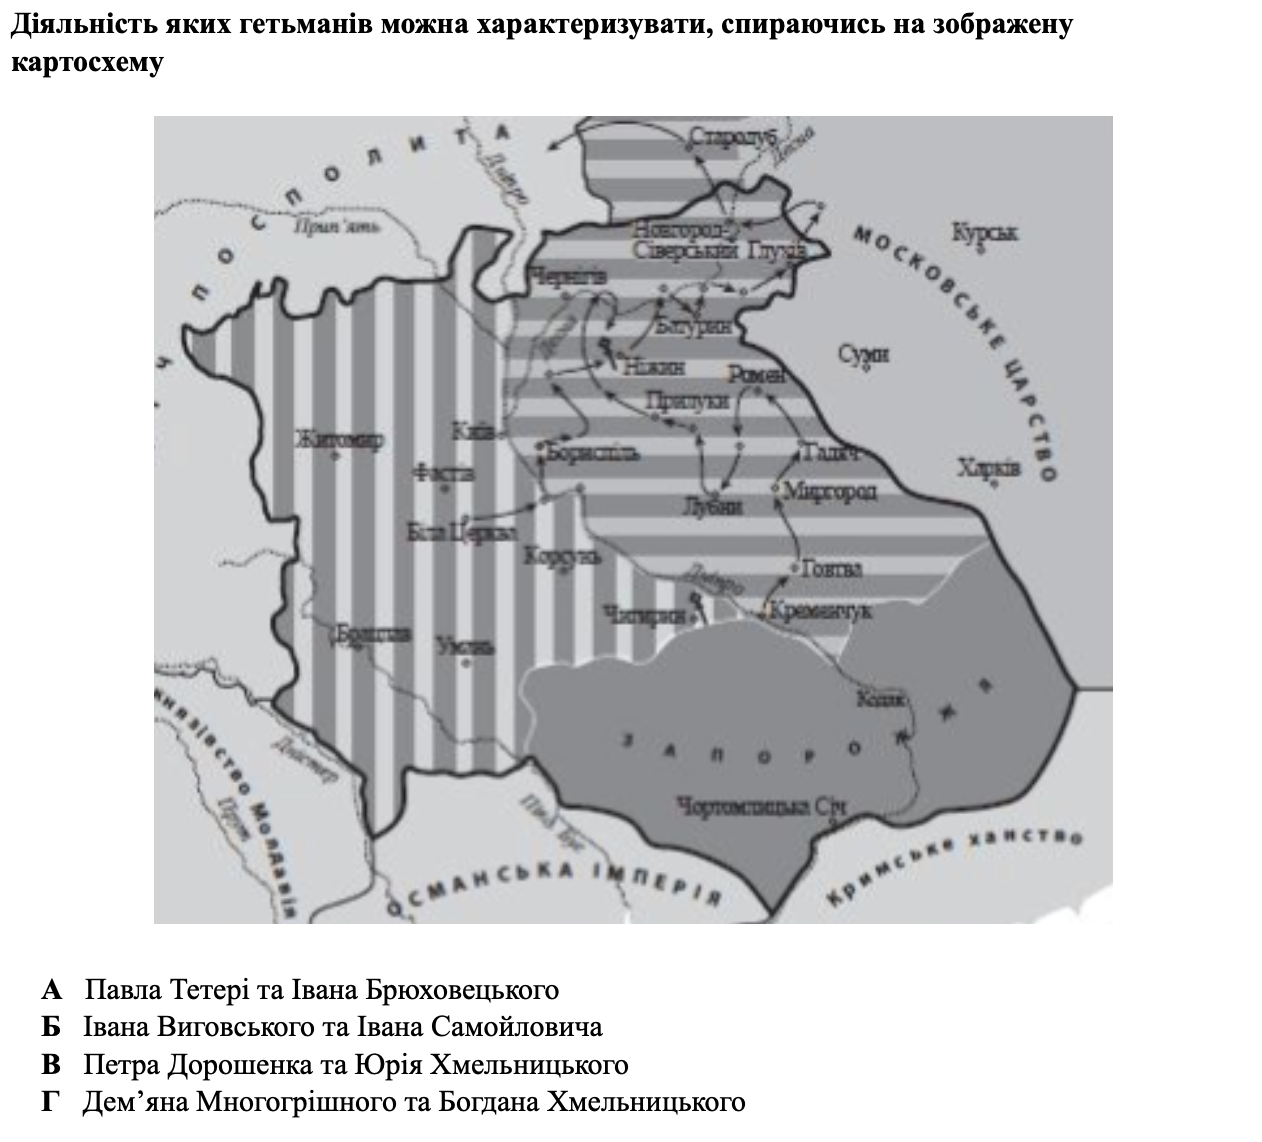 Діяльність яких гетьманів можна характеризувати, спираючись на зображену
картосхему
ПОСПОЛИТА
Стародуб
Десна
Дніпро
Прип'ять
Новгород-
Сіверський
Глухів
Курськ
МОСКОВСЬКЕ ЦАРСТВО
Чернігів
Батурин
Десна
Суми
Ніжин
Ромен
Прилуки
Житомир
Київ
Бориспіль
Гадяч
Харків
Фастів
Лубни
Миргород
Біла Церква
Корсунь
Говтва
Дніпро
Чигирин
Кременчук
Брацлав
Умань
Кодак
ЗАПОРОЖЖЯ
князівство Молдавія
Дністер
Прут
Чортомлицька Січ
Півд. Буг
ОСМАНСЬКА ІМПЕРІЯ
Кримське ханство
А Павла Тетері та Івана Брюховецького
Б Івана Виговського та Івана Самойловича
В Петра Дорошенка та Юрія Хмельницького
Г Дем’яна Многогрішного та Богдана Хмельницького